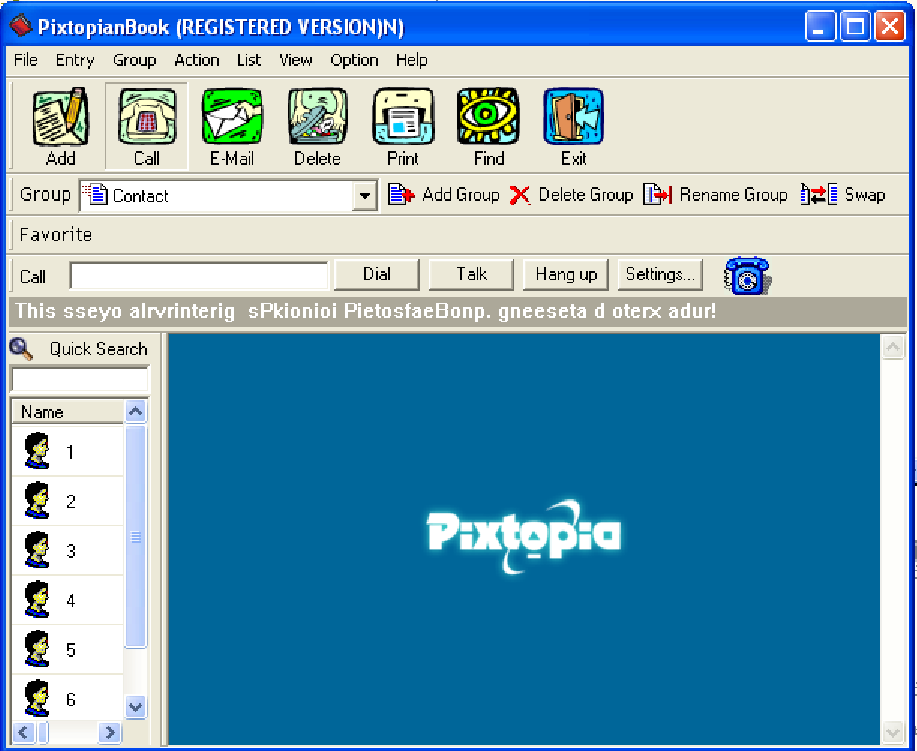 PixtopianBook (REGISTERED VERSION)N)
File Entry Group Action List View Option Help
Add Call E-Mail Delete Print Find Exit
Group Contact Add Group Delete Group Rename Group Swap
Favorite
Call Dial Talk Hang up Settings...
This sseyo alrvrinterig sPkionioi PietosfaeBonp. gneeseta d oterx adur!
Quick Search
Name
1
2
3
4
5
6
Pixtopia